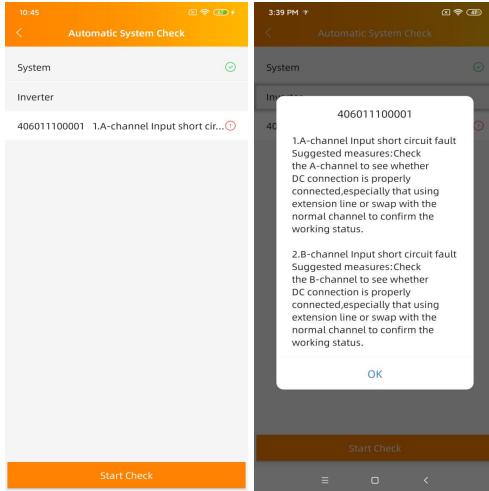 10:45
67
Automatic System Check
System
Inverter
406011100001 1.A-channel Input short cir...
Start Check
3:39 PM
Automatic System Check
System
406011100001
1.A-channel Input short circuit fault
Suggested measures:Check
the A-channel to see whether
DC connection is properly
connected,especially that using
extension line or swap with the
normal channel to confirm the
working status.
2.B-channel Input short circuit fault
Suggested measures:Check
the B-channel to see whether
DC connection is properly
connected,especially that using
extension line or swap with the
normal channel to confirm the
working status.
OK
Start Check